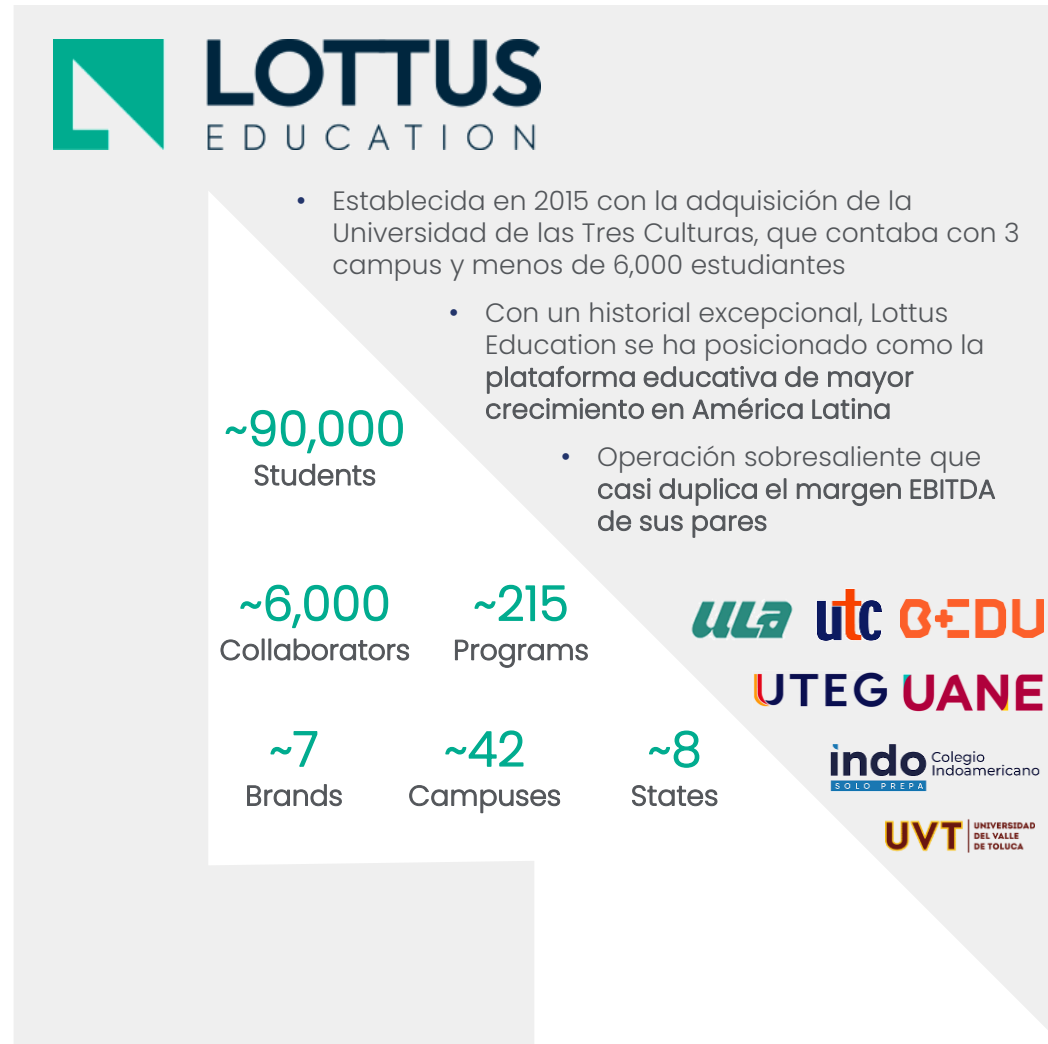 LOTTUS
EDUCATION
• Establecida en 2015 con la adquisición de la
Universidad de las Tres Culturas, que contaba con 3
campus y menos de 6,000 estudiantes
• Con un historial excepcional, Lottus
Education se ha posicionado como la
plataforma educativa de mayor
crecimiento en América Latina
• Operación sobresaliente que
casi duplica el margen EBITDA
de sus pares
~90,000
Students
~6,000
Collaborators
~215
Programs
~7
Brands
~42
Campuses
~8
States
ULA utc B+EDU
UTEG UANE
indo Colegio
Indoamericano
SOLO PREPA
UVT UNIVERSIDAD
DEL VALLE
DE TOLUCA